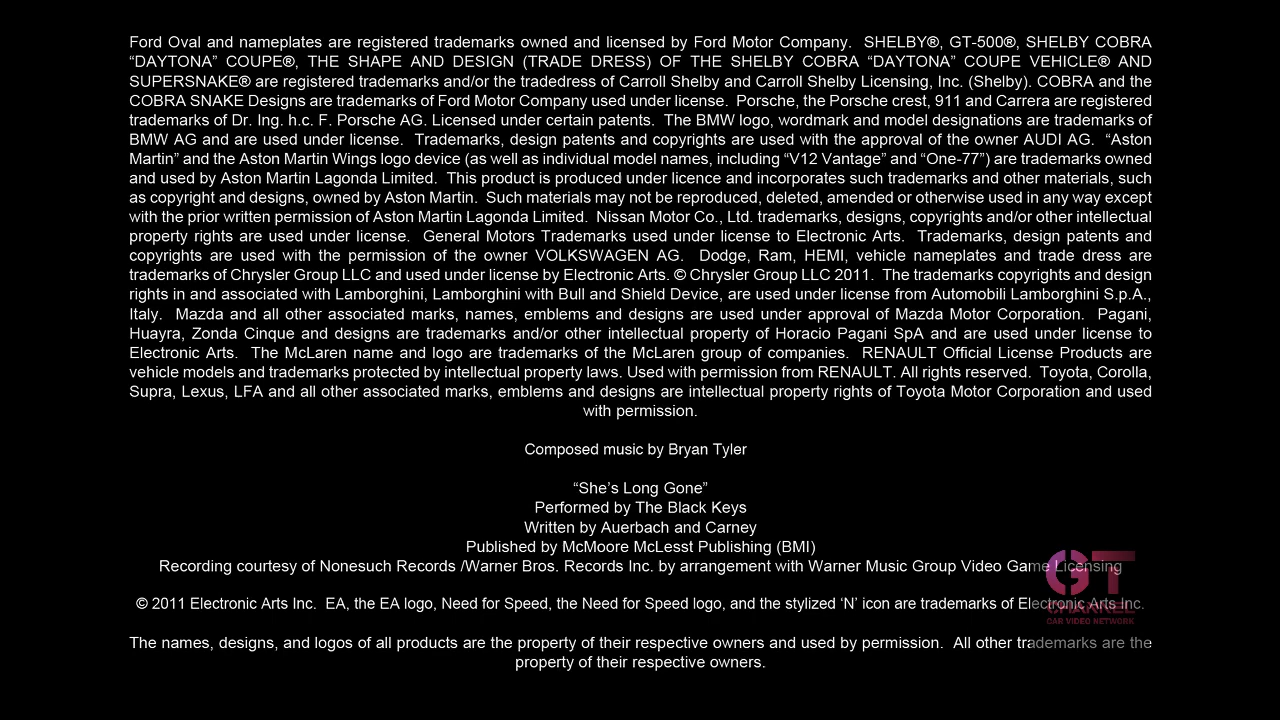 Ford Oval and nameplates are registered trademarks owned and licensed by Ford Motor Company.  SHELBY®, GT-500®, SHELBY COBRA
“DAYTONA” COUPE®, THE SHAPE AND DESIGN (TRADE DRESS) OF THE SHELBY COBRA “DAYTONA” COUPE VEHICLE® AND
SUPERSNAKE® are registered trademarks and/or the tradedress of Carroll Shelby and Carroll Shelby Licensing, Inc. (Shelby). COBRA and the
COBRA SNAKE Designs are trademarks of Ford Motor Company used under license.  Porsche, the Porsche crest, 911 and Carrera are registered
trademarks of Dr. Ing. h.c. F. Porsche AG. Licensed under certain patents.  The BMW logo, wordmark and model designations are trademarks of
BMW AG and are used under license.  Trademarks, design patents and copyrights are used with the approval of the owner AUDI AG.  “Aston
Martin” and the Aston Martin Wings logo device (as well as individual model names, including “V12 Vantage” and “One-77”) are trademarks owned
and used by Aston Martin Lagonda Limited.  This product is produced under licence and incorporates such trademarks and other materials, such
as copyright and designs, owned by Aston Martin.  Such materials may not be reproduced, deleted, amended or otherwise used in any way except
with the prior written permission of Aston Martin Lagonda Limited.  Nissan Motor Co., Ltd. trademarks, designs, copyrights and/or other intellectual
property rights are used under license.  General Motors Trademarks used under license to Electronic Arts.  Trademarks, design patents and
copyrights are used with the permission of the owner VOLKSWAGEN AG.  Dodge, Ram, HEMI, vehicle nameplates and trade dress are
trademarks of Chrysler Group LLC and used under license by Electronic Arts. © Chrysler Group LLC 2011.  The trademarks copyrights and design
rights in and associated with Lamborghini, Lamborghini with Bull and Shield Device, are used under license from Automobili Lamborghini S.p.A.,
Italy.  Mazda and all other associated marks, names, emblems and designs are used under approval of Mazda Motor Corporation.  Pagani,
Huayra, Zonda Cinque and designs are trademarks and/or other intellectual property of Horacio Pagani SpA and are used under license to
Electronic Arts.  The McLaren name and logo are trademarks of the McLaren group of companies.  RENAULT Official License Products are
vehicle models and trademarks protected by intellectual property laws. Used with permission from RENAULT. All rights reserved.  Toyota, Corolla,
Supra, Lexus, LFA and all other associated marks, emblems and designs are intellectual property rights of Toyota Motor Corporation and used
with permission.
Composed music by Bryan Tyler
“She’s Long Gone”
Performed by The Black Keys
Written by Auerbach and Carney
Published by McMoore McLesst Publishing (BMI)
Recording courtesy of Nonesuch Records /Warner Bros. Records Inc. by arrangement with Warner Music Group Video Game Licensing
© 2011 Electronic Arts Inc.  EA, the EA logo, Need for Speed, the Need for Speed logo, and the stylized ‘N’ icon are trademarks of Electronic Arts Inc.
The names, designs, and logos of all products are the property of their respective owners and used by permission.  All other trademarks are the
property of their respective owners.
GT
CHANNEL
CAR VIDEO NETWORK